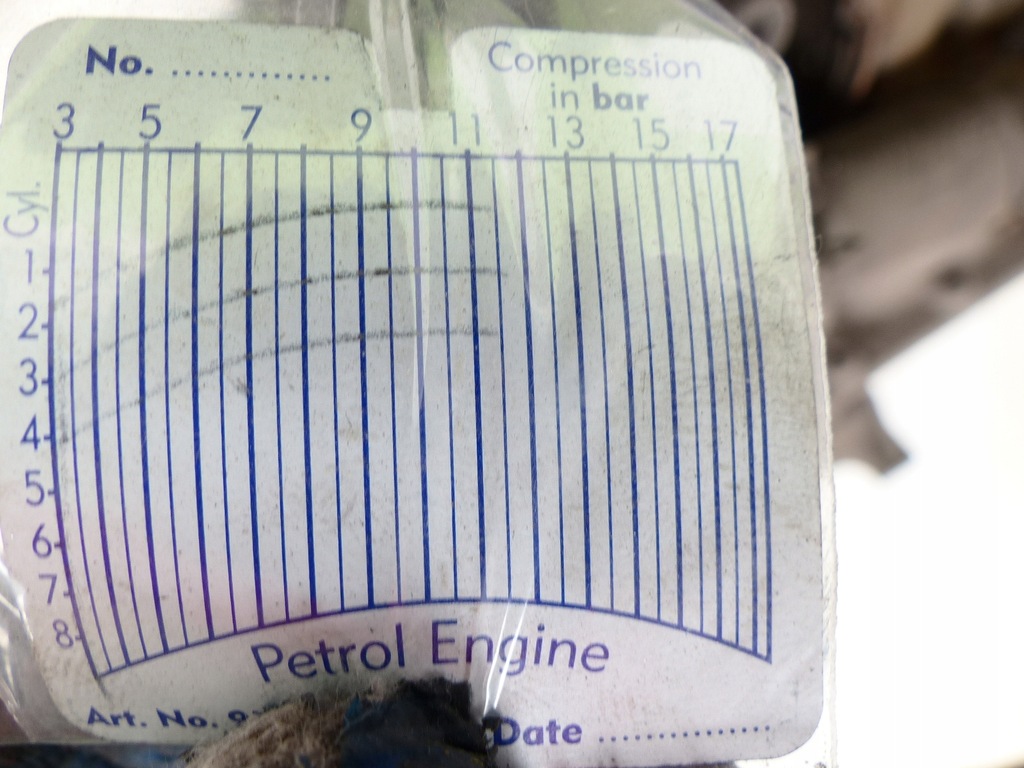 No. .............
Compression
in bar
3 5 7 9 11 13 15 17
Cyl.
1
2
3
4
5
6
7
8
Petrol Engine
Art. No.
Date ...............